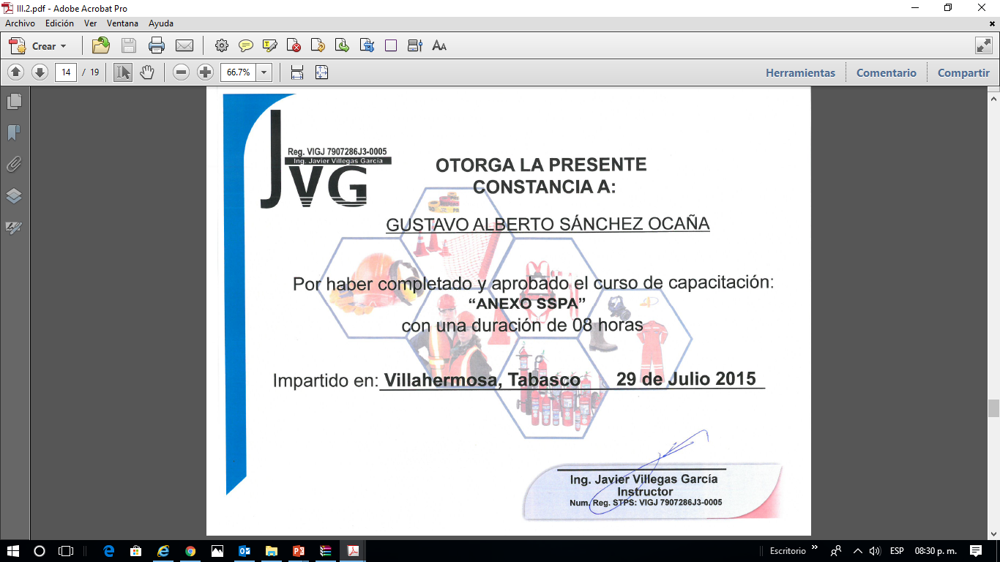 III.2.pdf - Adobe Acrobat Pro
Archivo Edición Ver Ventana Ayuda
Crear
14 / 19 66.7% Herramientas Comentario Compartir
Reg. VIGJ 7907286J3-0005
Ing. Javier Villegas García
JVG
OTORGA LA PRESENTE
CONSTANCIA A:
GUSTAVO ALBERTO SÁNCHEZ OCAÑA
Por haber completado y aprobado el curso de capacitación:
“ANEXO SSPA”
con una duración de 08 horas
Impartido en: Villahermosa, Tabasco 29 de Julio 2015
Ing. Javier Villegas García
Instructor
Num. Reg. STPS: VIGJ 7907286J3-0005
Escritorio ESP 08:30 p. m.